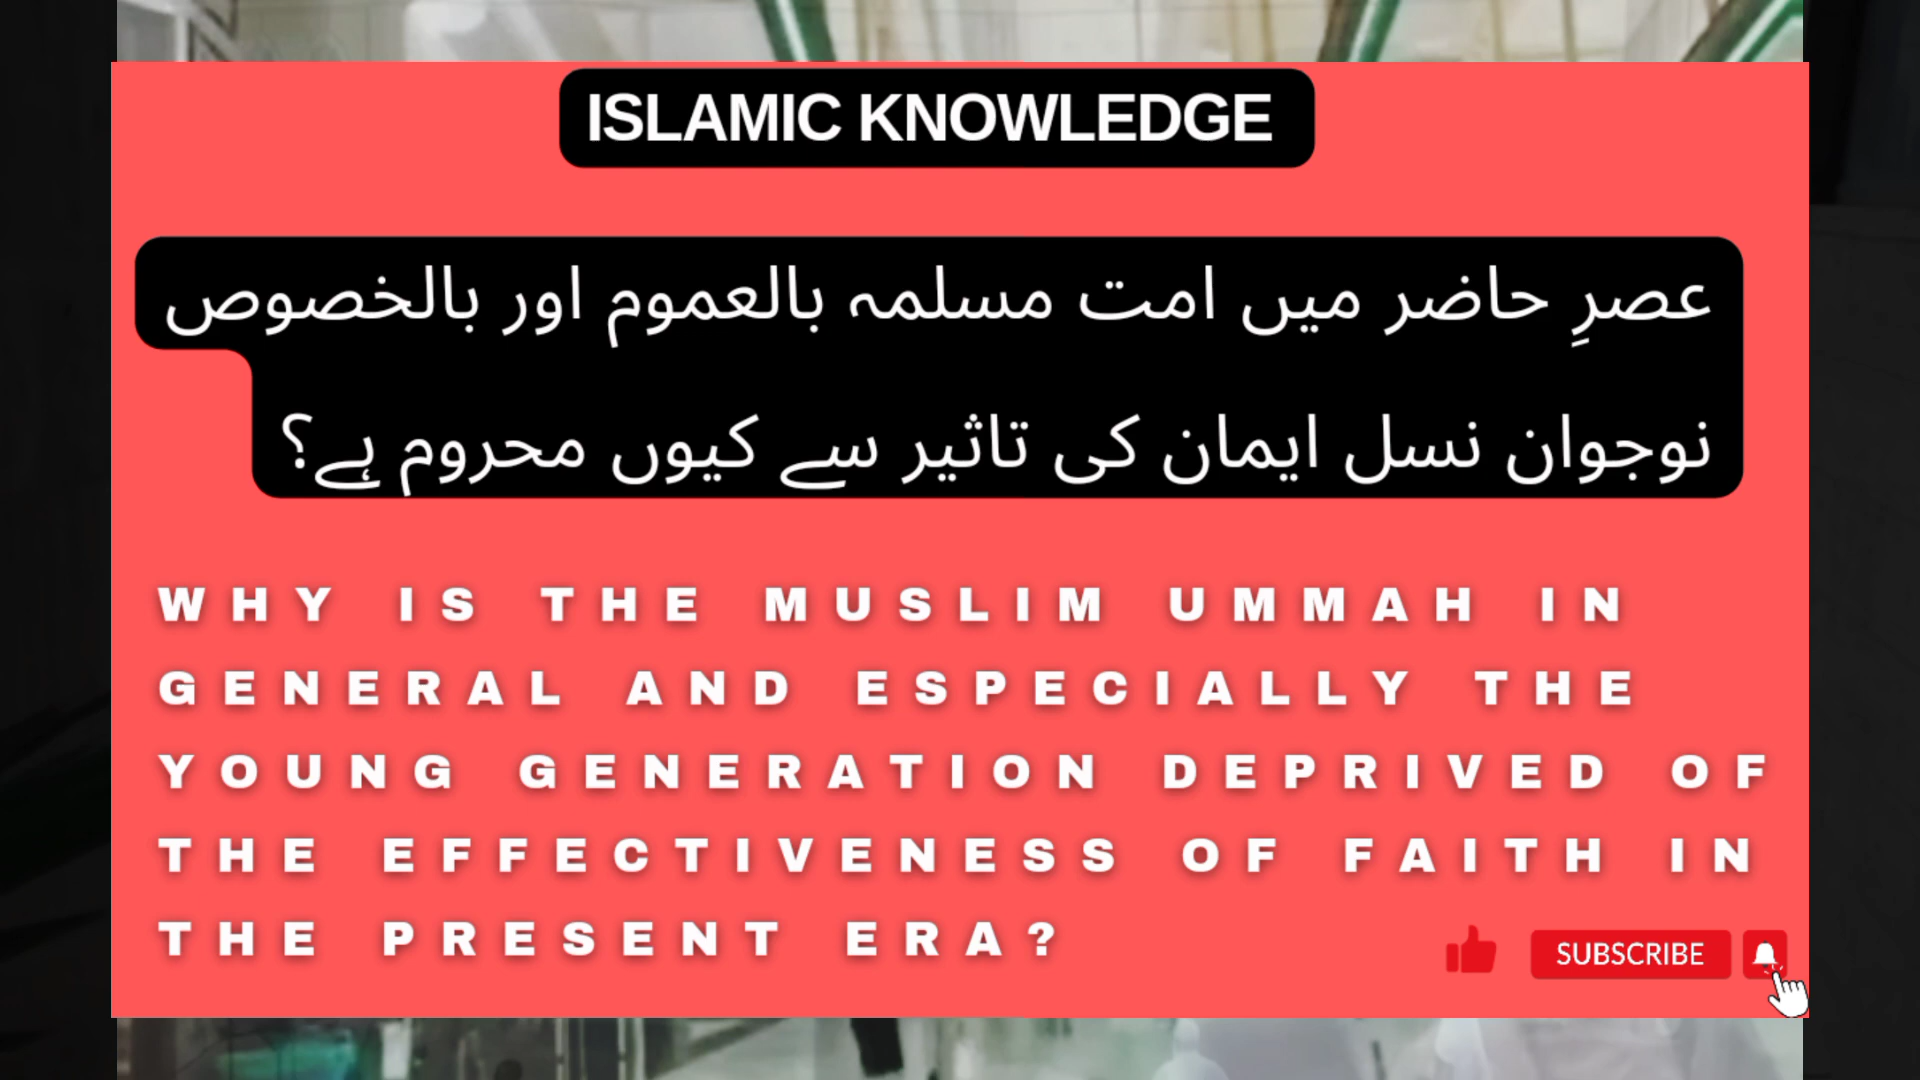 ISLAMIC KNOWLEDGE
عصرِ حاضر میں امت مسلمہ بالعموم اور بالخصوص
نوجوان نسل ایمان کی تاثیر سے کیوں محروم ہے؟
WHY IS THE MUSLIM UMMAH IN
GENERAL AND ESPECIALLY THE
YOUNG GENERATION DEPRIVED OF
THE EFFECTIVENESS OF FAITH IN
THE PRESENT ERA?
SUBSCRIBE